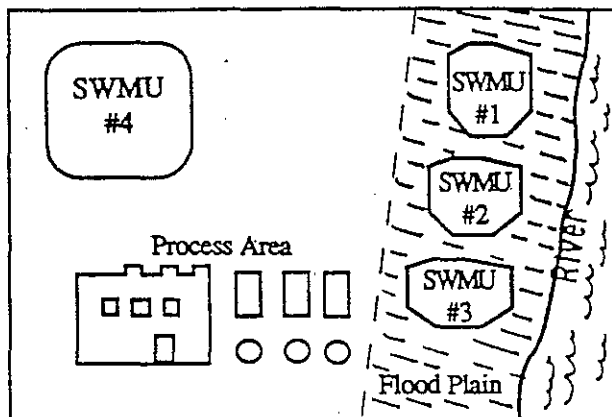 SWMU
#4
SWMU
#1
SWMU
#2
Process Area
SWMU
#3
River
Flood Plain